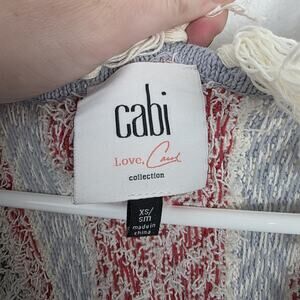 cabi
Love, Carol
collection
XS/
SM
made in
china